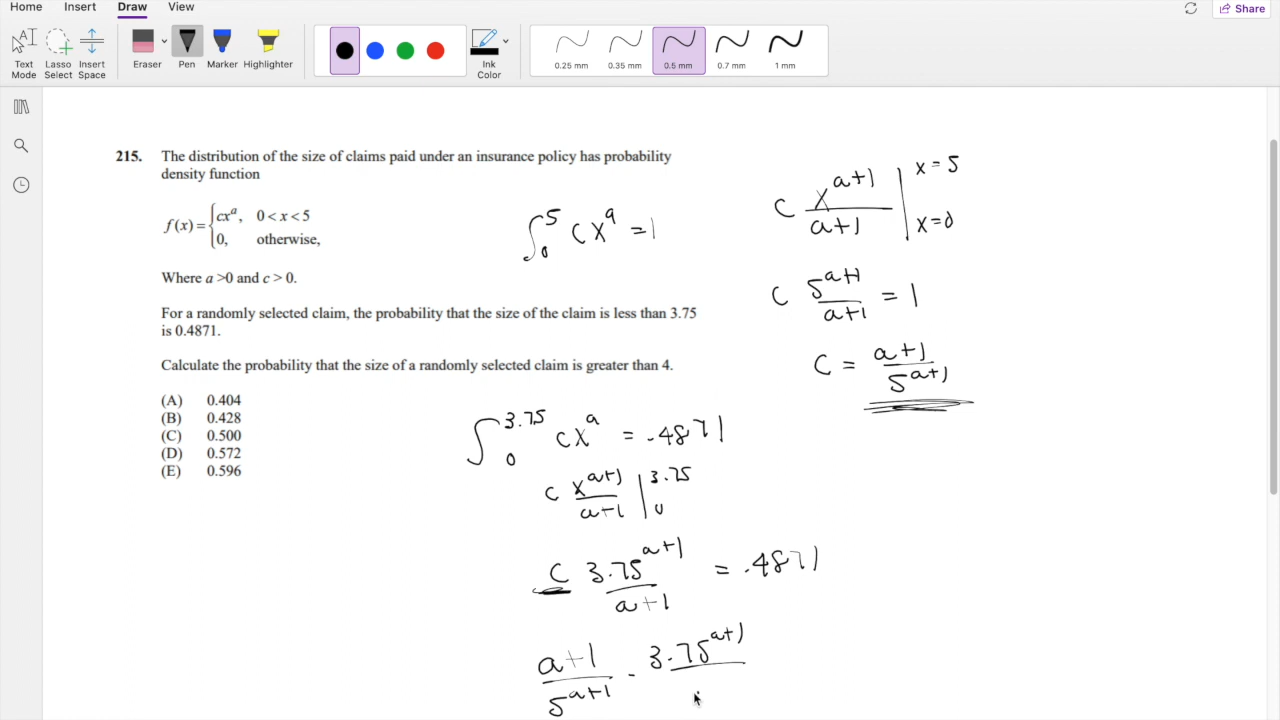 Home Insert Draw View
Share
Text Mode
Lasso Select
Insert Space
Eraser
Pen
Marker
Highlighter
Ink Color
0.25 mm
0.35 mm
0.5 mm
0.7 mm
1 mm
215. The distribution of the size of claims paid under an insurance policy has probability
density function
f(x) = { cx^a, 0 < x < 5
0, otherwise,
Where a >0 and c > 0.
For a randomly selected claim, the probability that the size of the claim is less than 3.75
is 0.4871.
Calculate the probability that the size of a randomly selected claim is greater than 4.
(A) 0.404
(B) 0.428
(C) 0.500
(D) 0.572
(E) 0.596
∫_0^5 cx^a = 1
c x^(a+1)/(a+1) | x=5 x=0
c 5^(a+1)/(a+1) = 1
c = (a+1)/5^(a+1)
∫_0^3.75 cx^a = .4871
c x^(a+1)/(a+1) | 3.75 0
c 3.75^(a+1)/(a+1) = .4871
(a+1)/5^(a+1) · 3.75^(a+1)